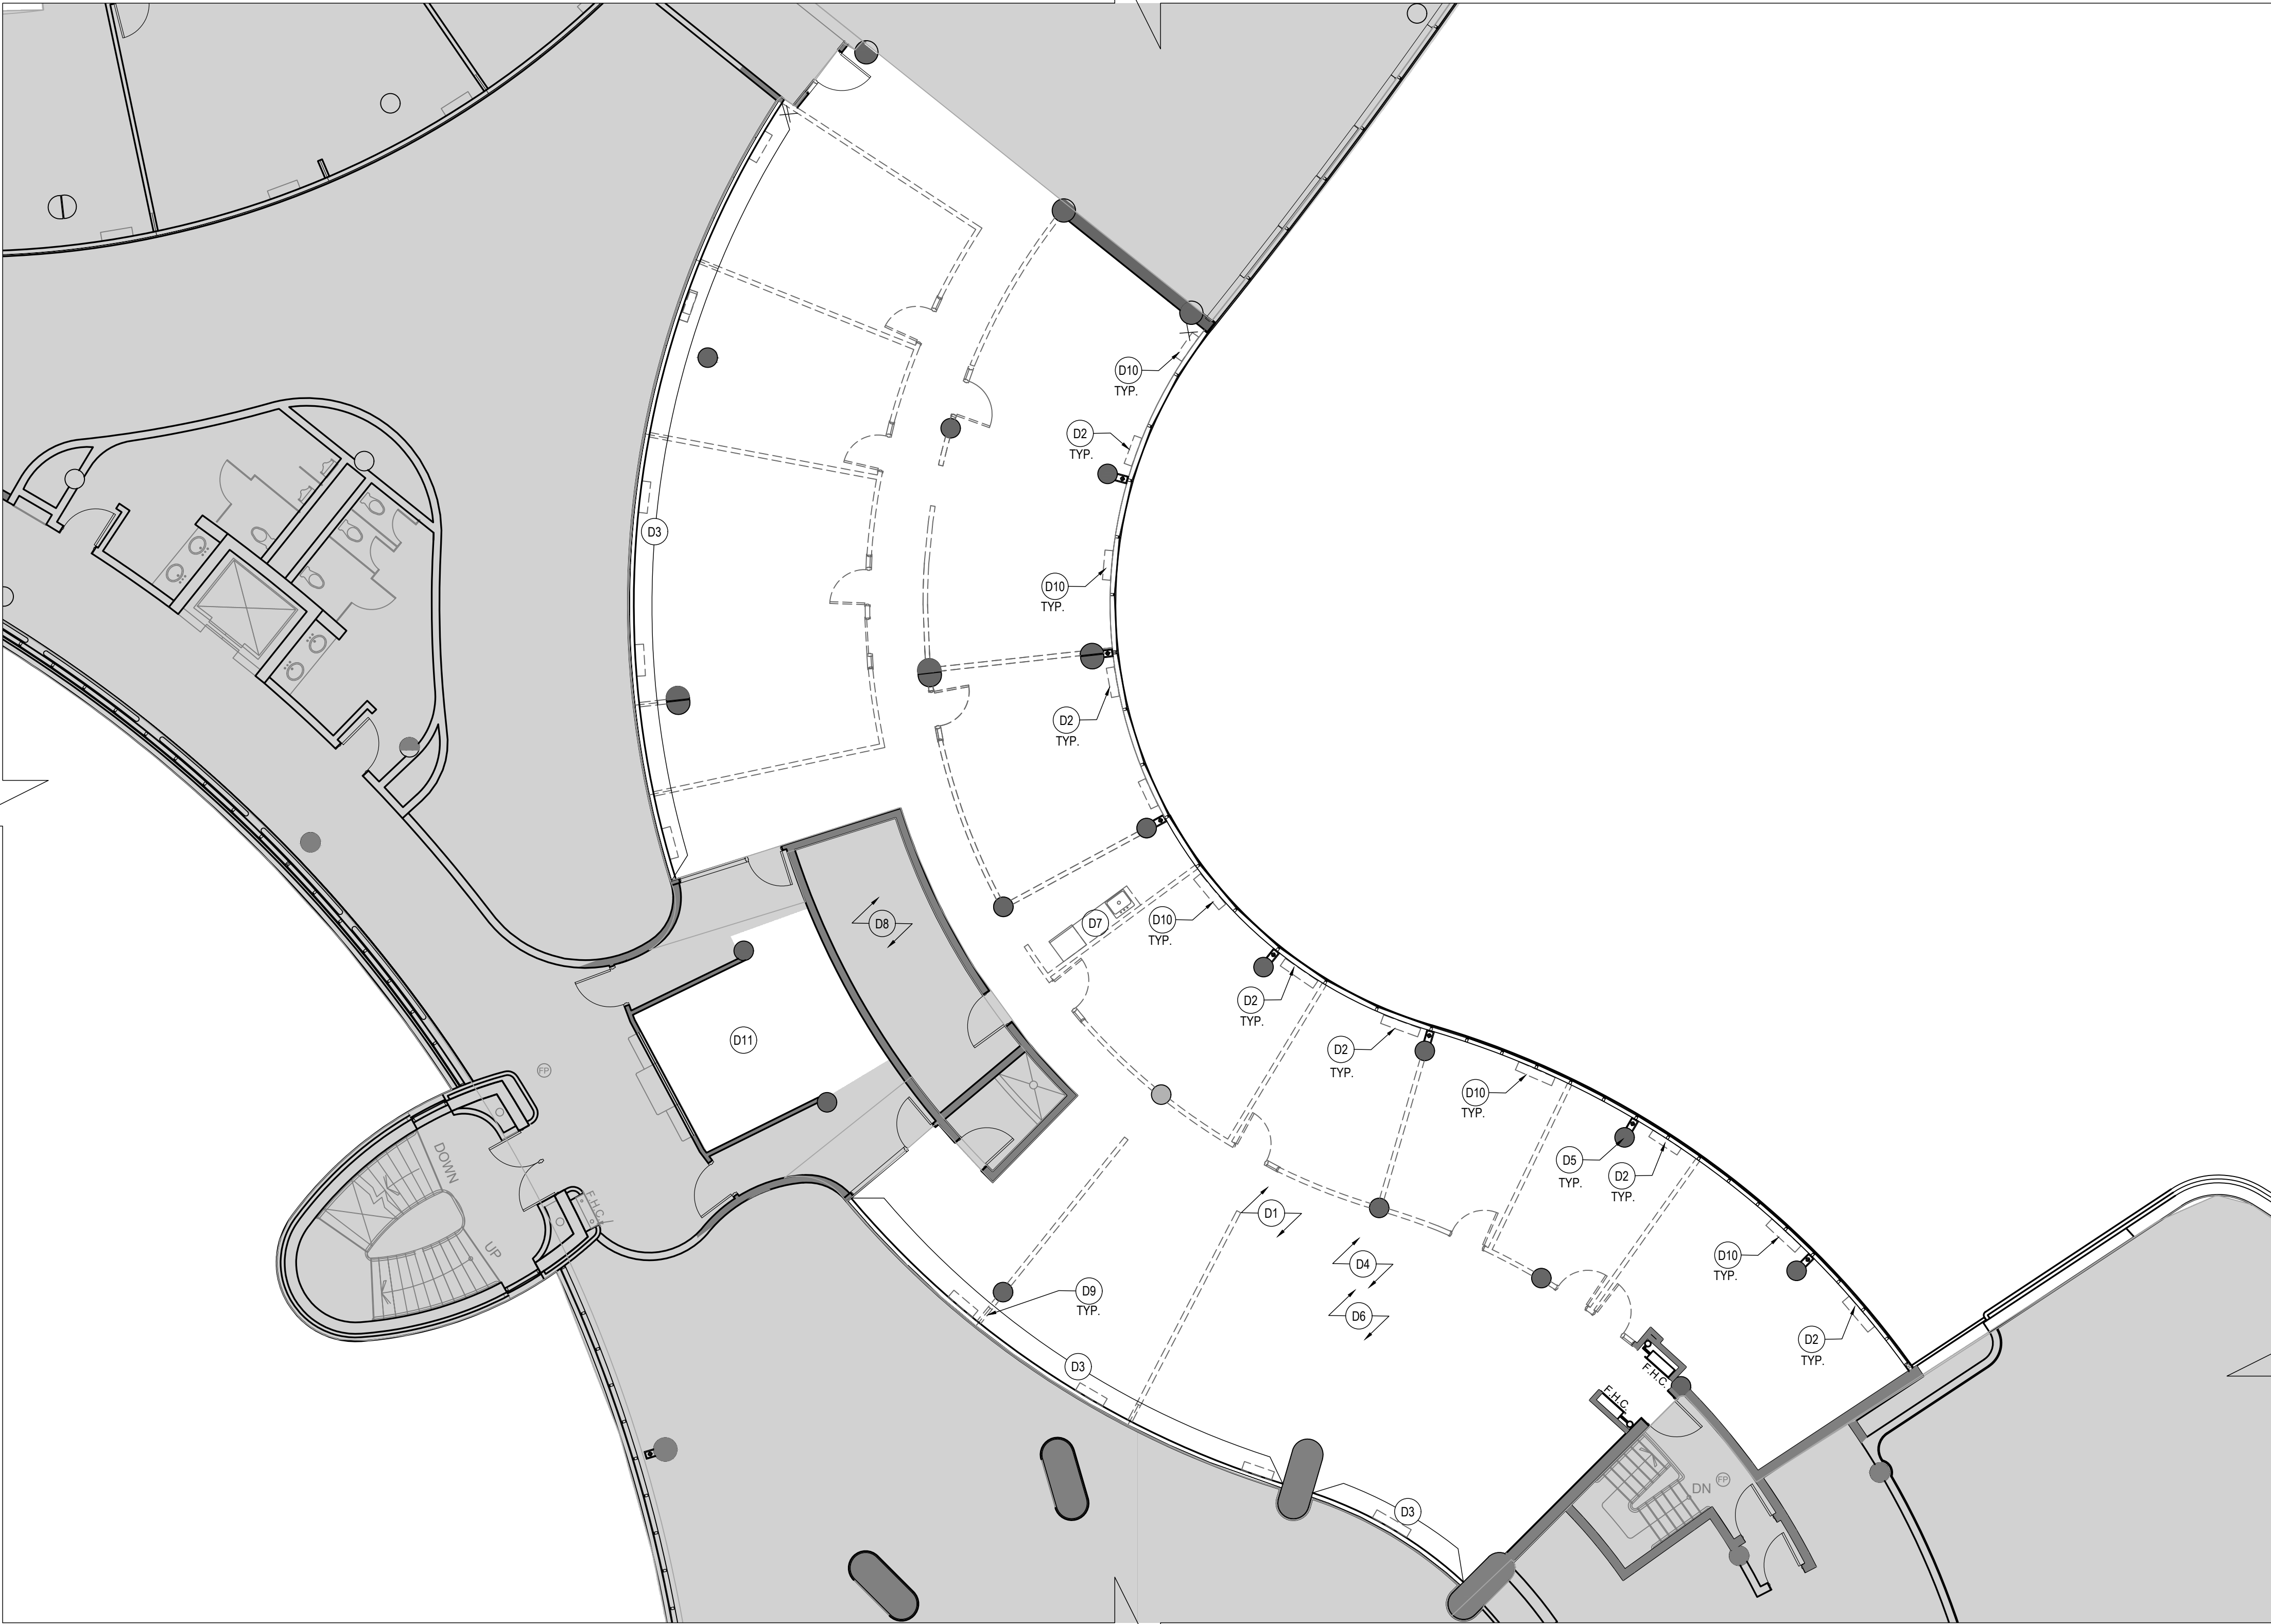 D10
TYP.
D2
TYP.
D3
D10
TYP.
D2
TYP.
D8
D7
D10
TYP.
D2
TYP.
D11
D2
TYP.
FP
D10
TYP.
DOWN
D5
TYP.
D2
TYP.
F.H.C.
D1
UP
D4
D10
TYP.
D9
TYP.
D6
D2
TYP.
D3
F.H.C.
F.H.C.
DN
FP
D3